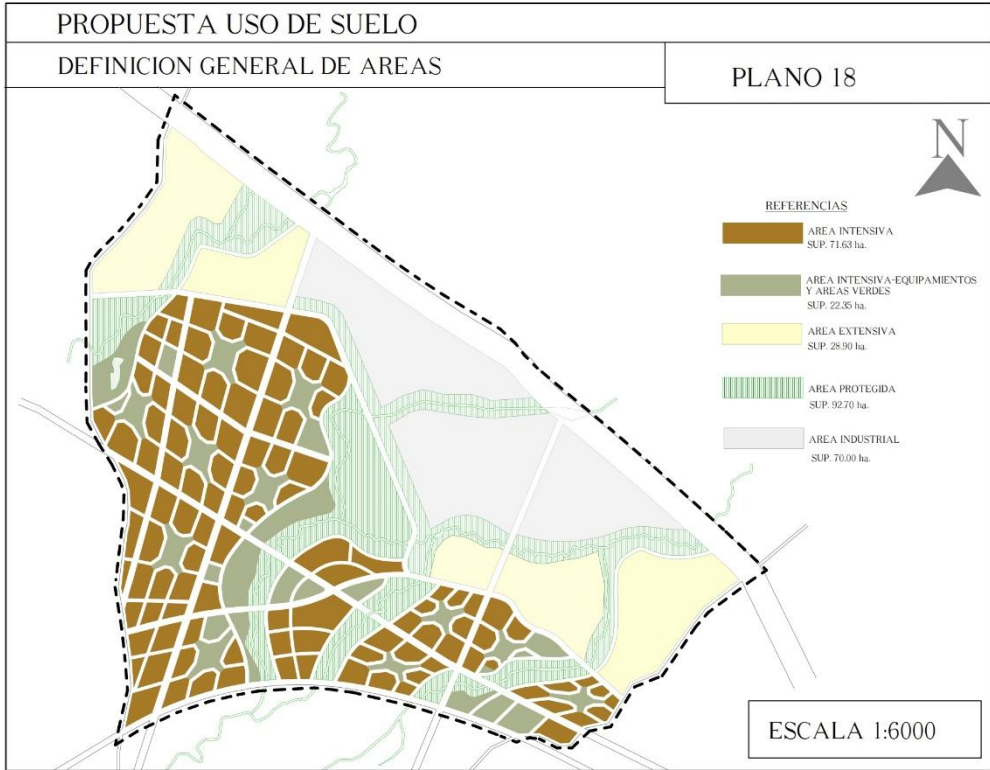 PROPUESTA USO DE SUELO
DEFINICION GENERAL DE AREAS
PLANO 18
N
REFERENCIAS
AREA INTENSIVA
SUP. 71.63 ha.
AREA INTENSIVA-EQUIPAMIENTOS
Y AREAS VERDES
SUP. 22.35 ha.
AREA EXTENSIVA
SUP. 28.90 ha.
AREA PROTEGIDA
SUP. 92.70 ha.
AREA INDUSTRIAL
SUP. 70.00 ha.
ESCALA 1:6000